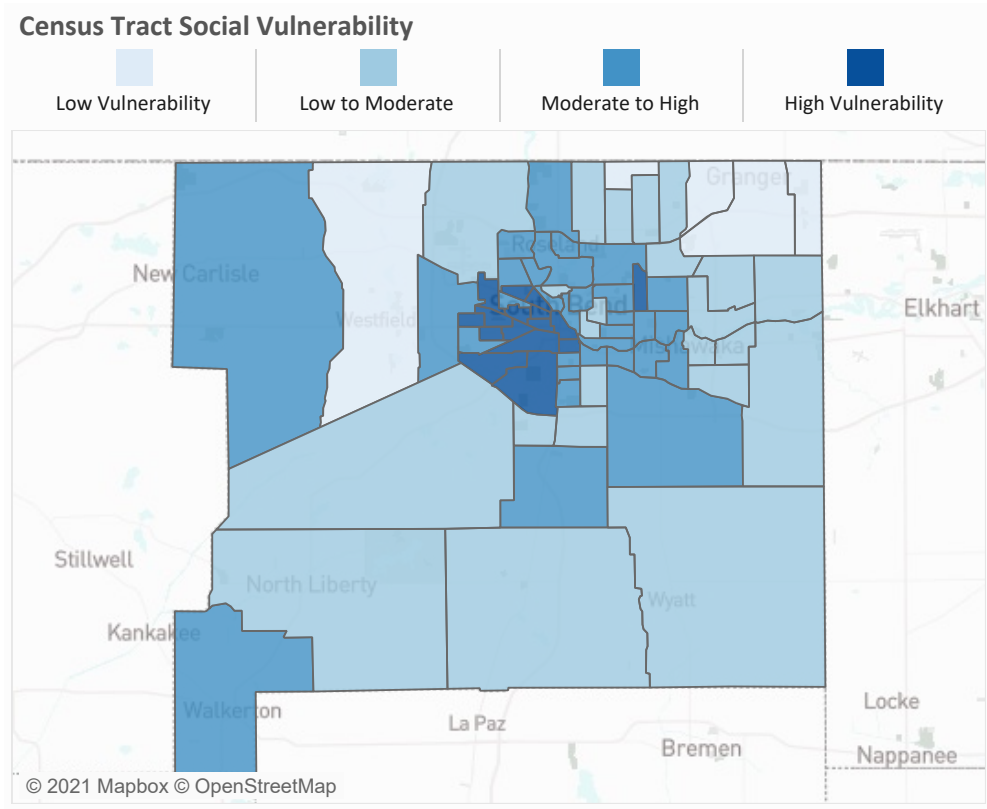 Census Tract Social Vulnerability
Low Vulnerability
Low to Moderate
Moderate to High
High Vulnerability
Granger
Roseland
New Carlisle
South Bend
Elkhart
Westfield
Mishawaka
Stillwell
North Liberty
Wyatt
Kankakee
Walkerton
La Paz
Locke
Bremen
Nappanee
© 2021 Mapbox © OpenStreetMap